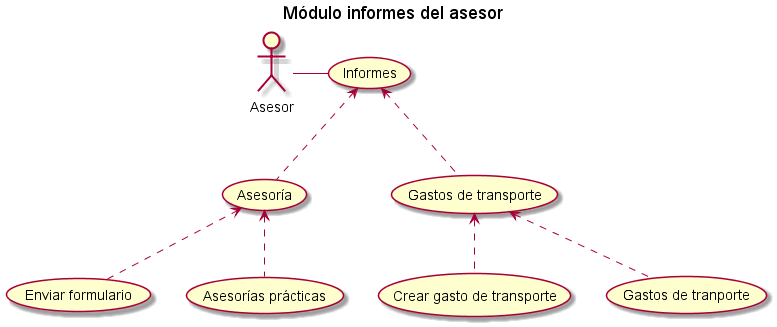 Módulo informes del asesor
Informes
Asesor
Asesoría
Gastos de transporte
Enviar formulario
Asesorías prácticas
Crear gasto de transporte
Gastos de tranporte